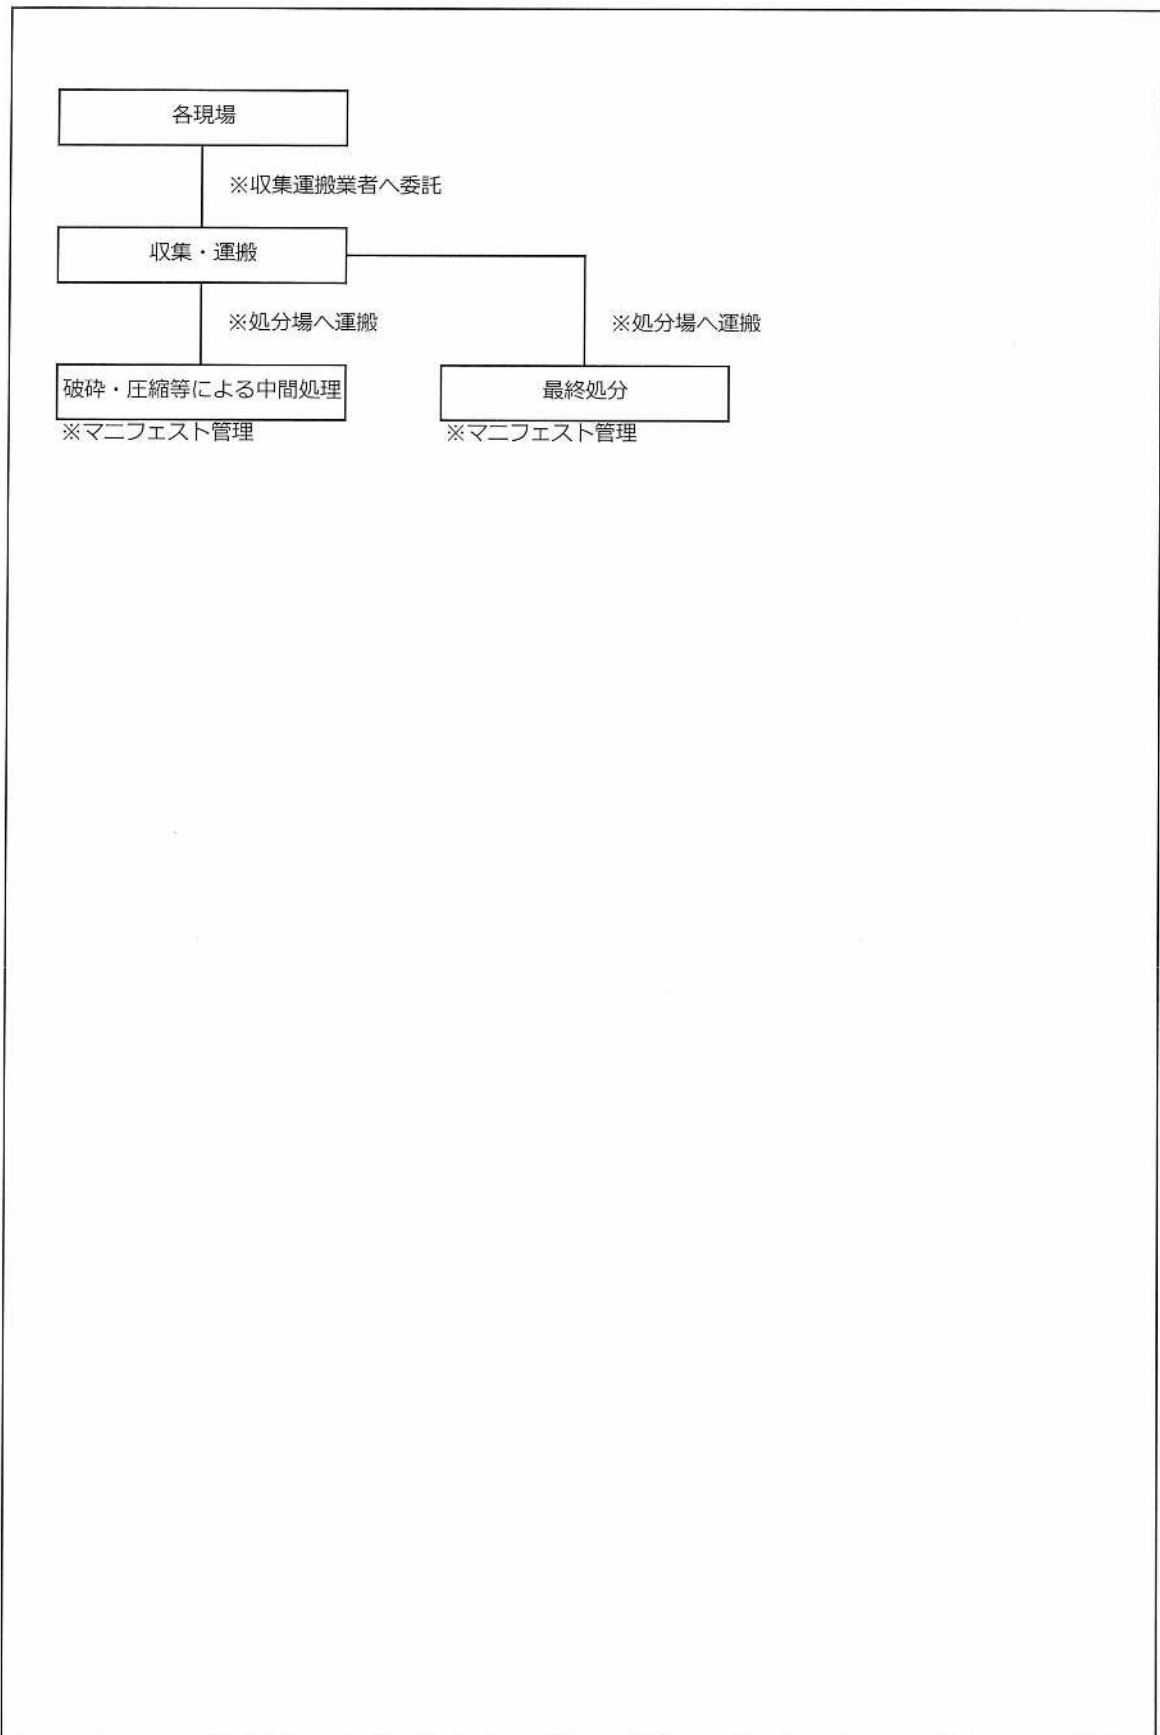 各現場
※収集運搬業者へ委託
収集・運搬
※処分場へ運搬
※処分場へ運搬
破砕・圧縮等による中間処理
最終処分
※マニフェスト管理
※マニフェスト管理